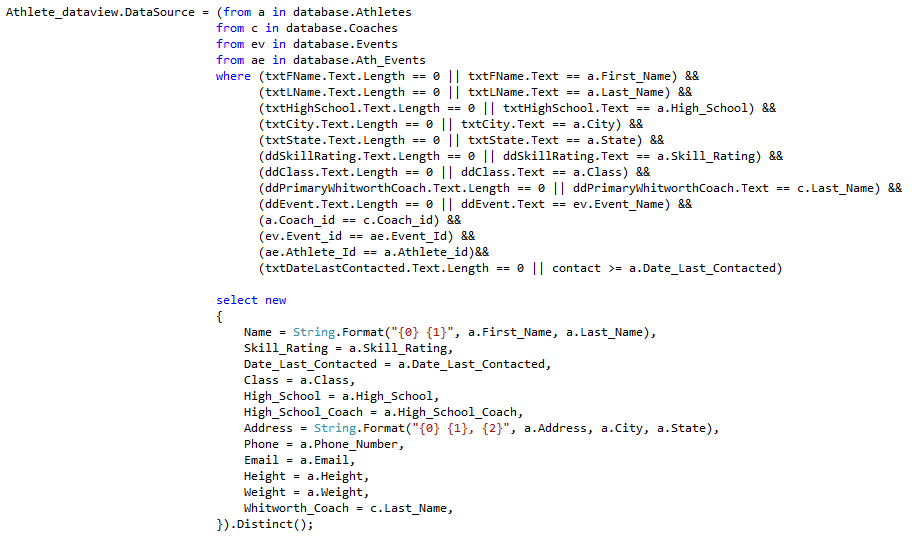 Athlete_dataview.DataSource = (from a in database.Athletes
from c in database.Coaches
from ev in database.Events
from ae in database.Ath_Events
where (txtFName.Text.Length == 0 || txtFName.Text == a.First_Name) &&
(txtLName.Text.Length == 0 || txtLName.Text == a.Last_Name) &&
(txtHighSchool.Text.Length == 0 || txtHighSchool.Text == a.High_School) &&
(txtCity.Text.Length == 0 || txtCity.Text == a.City) &&
(txtState.Text.Length == 0 || txtState.Text == a.State) &&
(ddSkillRating.Text.Length == 0 || ddSkillRating.Text == a.Skill_Rating) &&
(ddClass.Text.Length == 0 || ddClass.Text == a.Class) &&
(ddPrimaryWhitworthCoach.Text.Length == 0 || ddPrimaryWhitworthCoach.Text == c.Last_Name) &&
(ddEvent.Text.Length == 0 || ddEvent.Text == ev.Event_Name) &&
(a.Coach_id == c.Coach_id) &&
(ev.Event_id == ae.Event_Id) &&
(ae.Athlete_Id == a.Athlete_id)&&
(txtDateLastContacted.Text.Length == 0 || contact >= a.Date_Last_Contacted)
select new
{
Name = String.Format("{0} {1}", a.First_Name, a.Last_Name),
Skill_Rating = a.Skill_Rating,
Date_Last_Contacted = a.Date_Last_Contacted,
Class = a.Class,
High_School = a.High_School,
High_School_Coach = a.High_School_Coach,
Address = String.Format("{0} {1}, {2}", a.Address, a.City, a.State),
Phone = a.Phone_Number,
Email = a.Email,
Height = a.Height,
Weight = a.Weight,
Whitworth_Coach = c.Last_Name,
}).Distinct();